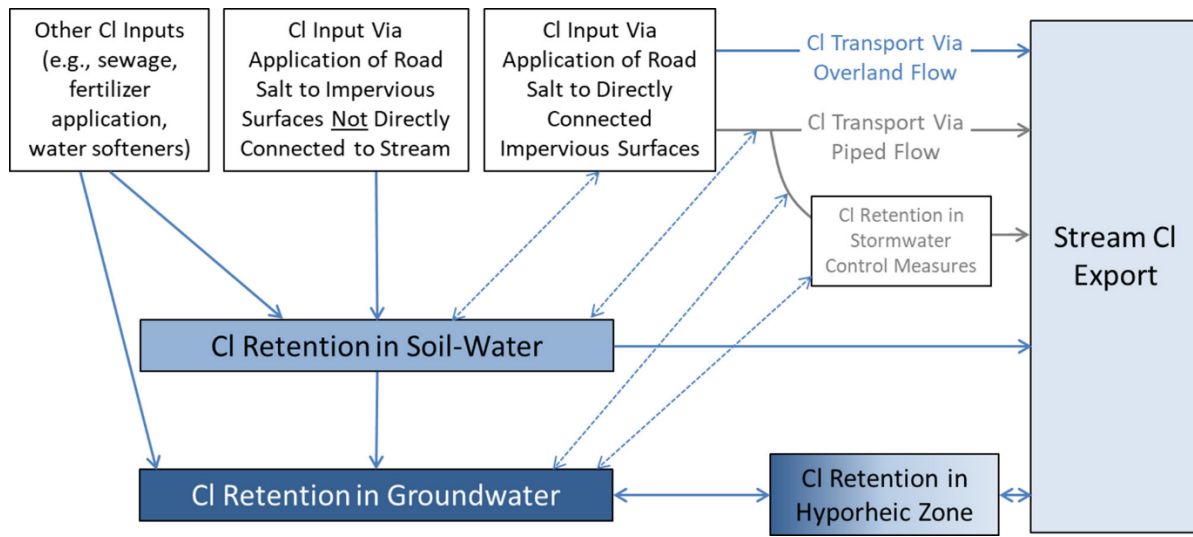 Other Cl Inputs
(e.g., sewage,
fertilizer
application,
water softeners)
Cl Input Via
Application of Road
Salt to Impervious
Surfaces Not Directly
Connected to Stream
Cl Input Via
Application of Road
Salt to Directly
Connected
Impervious Surfaces
Cl Transport Via
Overland Flow
Cl Transport Via
Piped Flow
Cl Retention in
Stormwater
Control Measures
Stream Cl
Export
Cl Retention in Soil-Water
Cl Retention in Groundwater
Cl Retention in
Hyporheic Zone